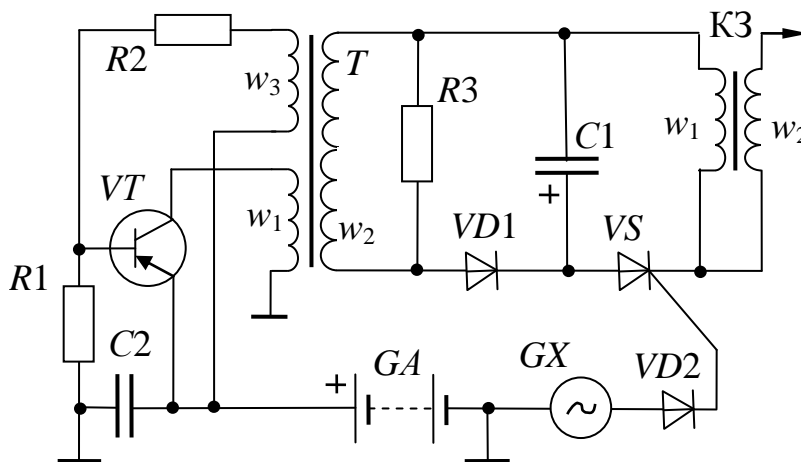 КЗ
R2
w3
T
R3
C1
w1
w2
VT
w1
w2
VD1
VS
R1
C2
+
GA
GX
VD2
+